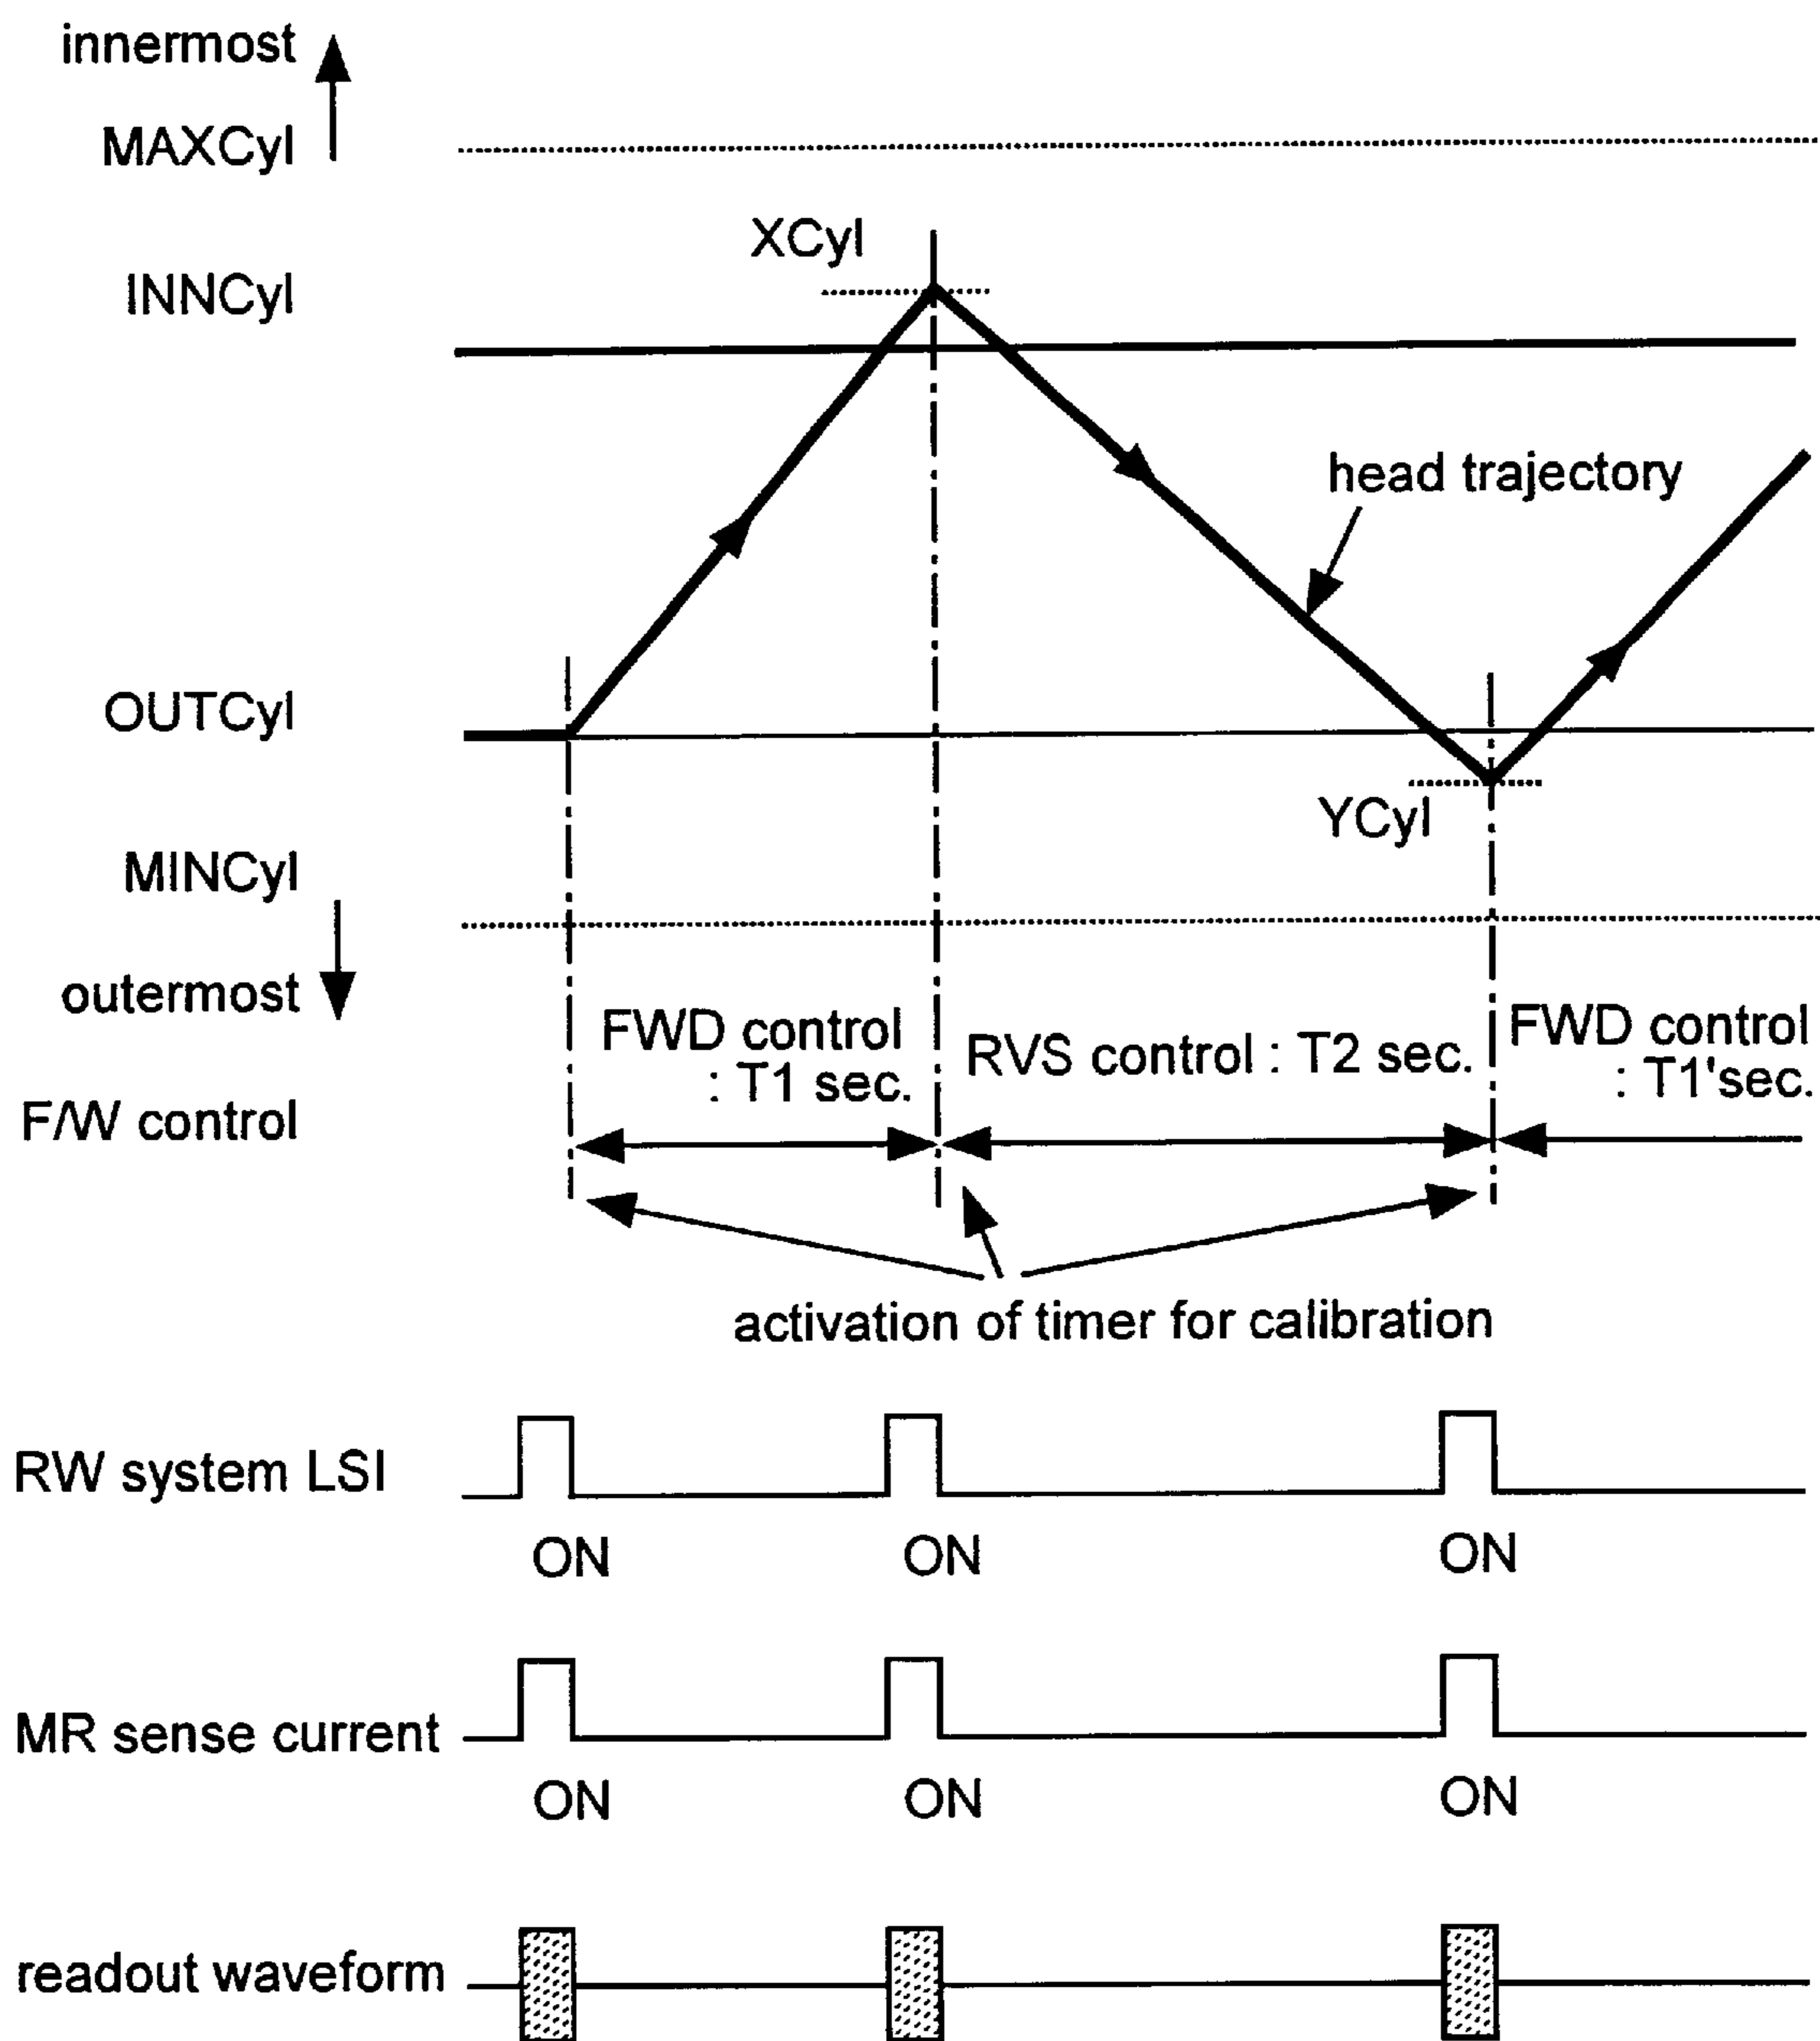 innermost
MAXCyl
XCyl
INNCyl
head trajectory
OUTCyl
YCyl
MINCyl
outermost
FWD control
: T1 sec.
RVS control : T2 sec.
FWD control
: T1'sec.
F/W control
activation of timer for calibration
RW system LSI
ON
ON
ON
MR sense current
ON
ON
ON
readout waveform